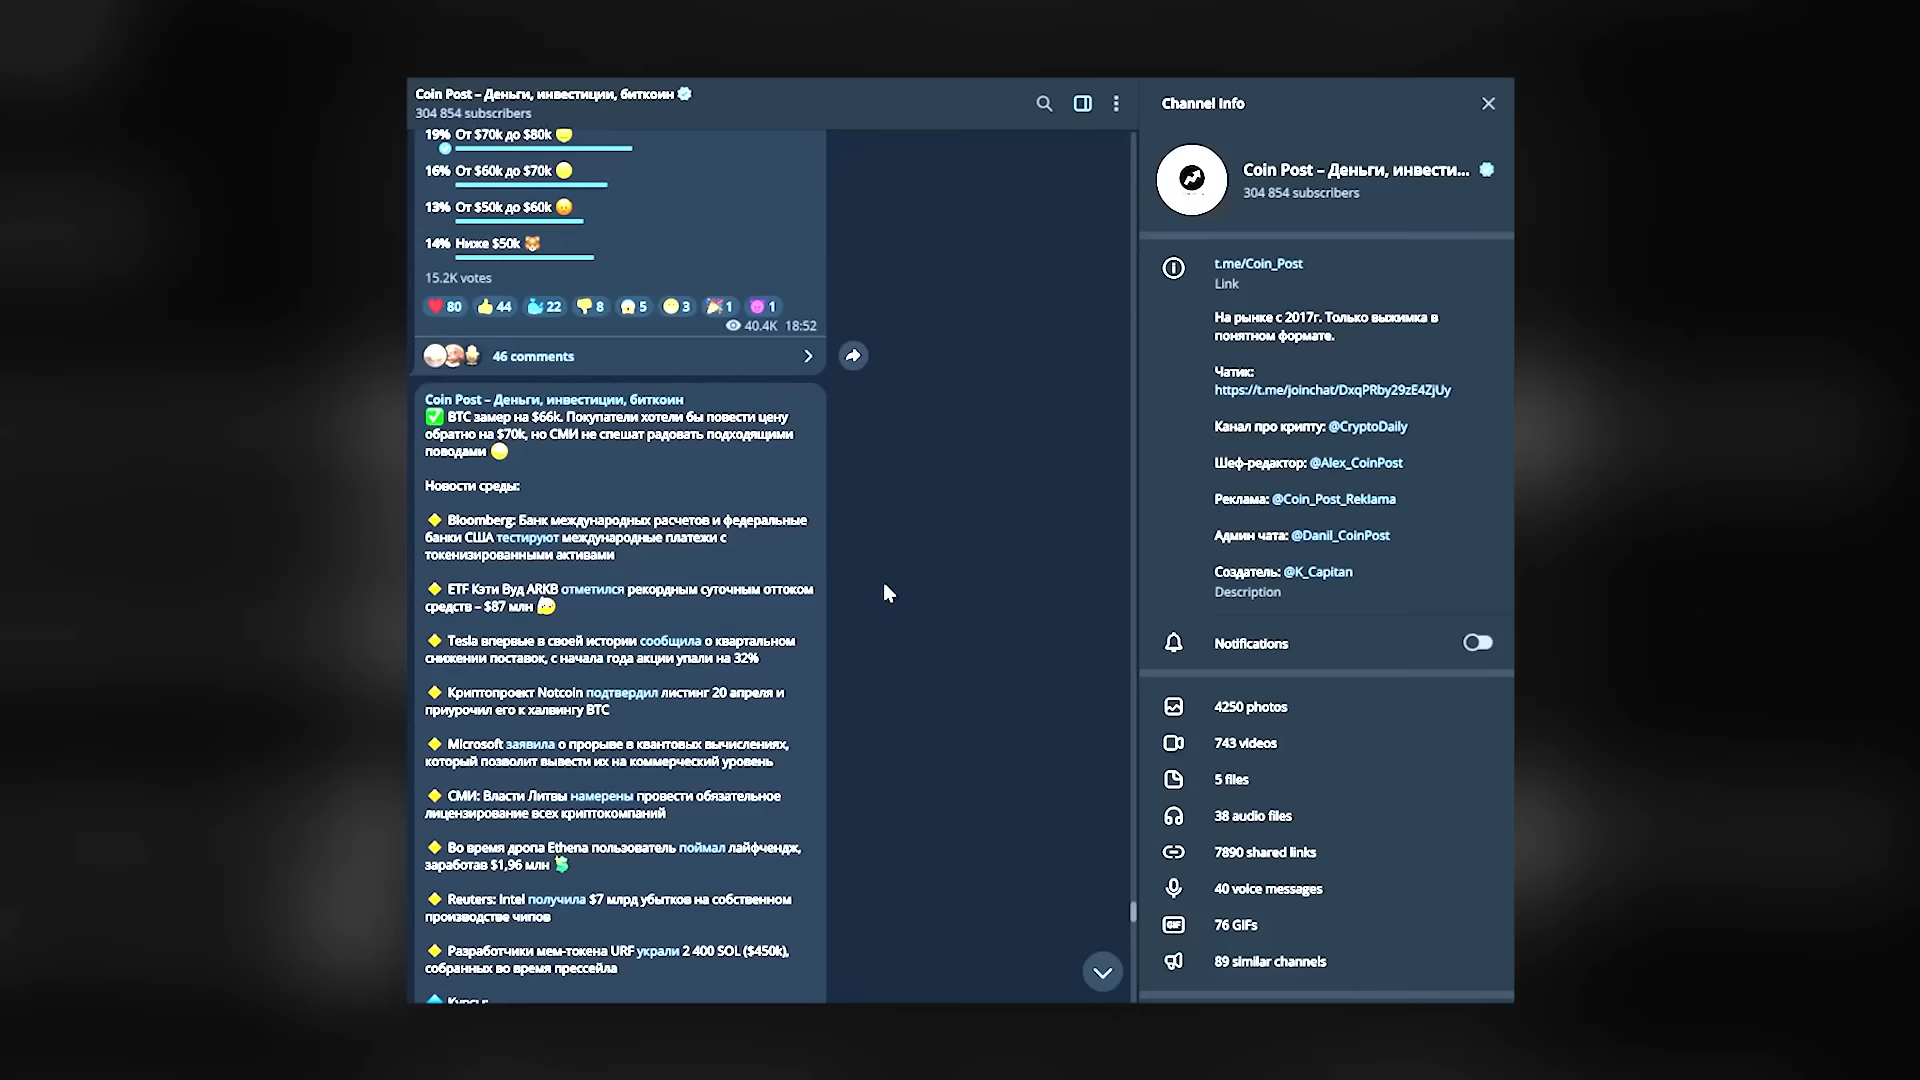 Coin Post – Деньги, инвестиции, биткоин
304 854 subscribers
19% От $70k до $80k
16% От $60k до $70k
13% От $50k до $60k
14% Ниже $50k
15.2K votes
80 44 22 8 5 3 1 1
40.4K 18:52
46 comments
Coin Post – Деньги, инвестиции, биткоин
BTC замер на $66k. Покупатели хотели бы повести цену
обратно на $70k, но СМИ не спешат радовать подходящими
поводами
Новости среды:
Bloomberg: Банк международных расчетов и федеральные
банки США тестируют международные платежи с
токенизированными активами
ETF Кэти Вуд ARKB отметился рекордным суточным оттоком
средств – $87 млн
Tesla впервые в своей истории сообщила о квартальном
снижении поставок, с начала года акции упали на 32%
Криптопроект Notcoin подтвердил листинг 20 апреля и
приурочил его к халвингу BTC
Microsoft заявила о прорыве в квантовых вычислениях,
который позволит вывести их на коммерческий уровень
СМИ: Власти Литвы намерены провести обязательное
лицензирование всех криптокомпаний
Во время дропа Ethena пользователь поймал лайфчендж,
заработав $1,96 млн
Reuters: Intel получила $7 млрд убытков на собственном
производстве чипов
Разработчики мем-токена URF украли 2 400 SOL ($450k),
собранных во время прессейла
Курсы:
Channel Info
Coin Post – Деньги, инвести...
304 854 subscribers
t.me/Coin_Post
Link
На рынке с 2017г. Только выжимка в
понятном формате.
Чатик:
https://t.me/joinchat/DxqPRby29zE4ZjUy
Канал про крипту: @CryptoDaily
Шеф-редактор: @Alex_CoinPost
Реклама: @Coin_Post_Reklama
Админ чата: @Danil_CoinPost
Создатель: @K_Capitan
Description
Notifications
4250 photos
743 videos
5 files
38 audio files
7890 shared links
40 voice messages
GIF 76 GIFs
89 similar channels